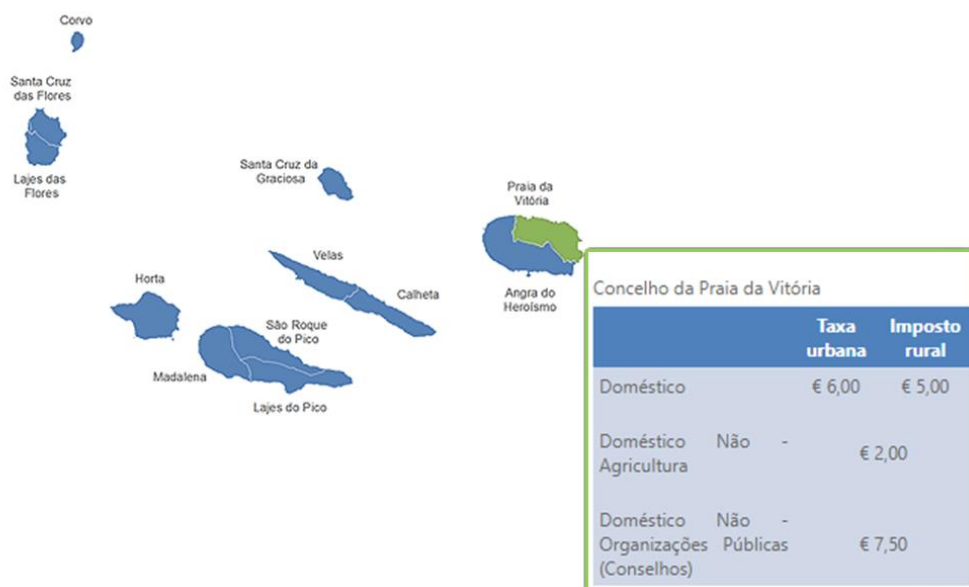 Corvo
Santa Cruz
das Flores
Lajes das
Flores
Santa Cruz da
Graciosa
Praia da
Vitória
Angra do
Heroísmo
Velas
Calheta
Horta
São Roque
do Pico
Madalena
Lajes do Pico
Concelho da Praia da Vitória
Taxa urbana Imposto rural
Doméstico € 6,00 € 5,00
Doméstico Não -
Agricultura € 2,00
Doméstico Não -
Organizações Públicas € 7,50
(Conselhos)